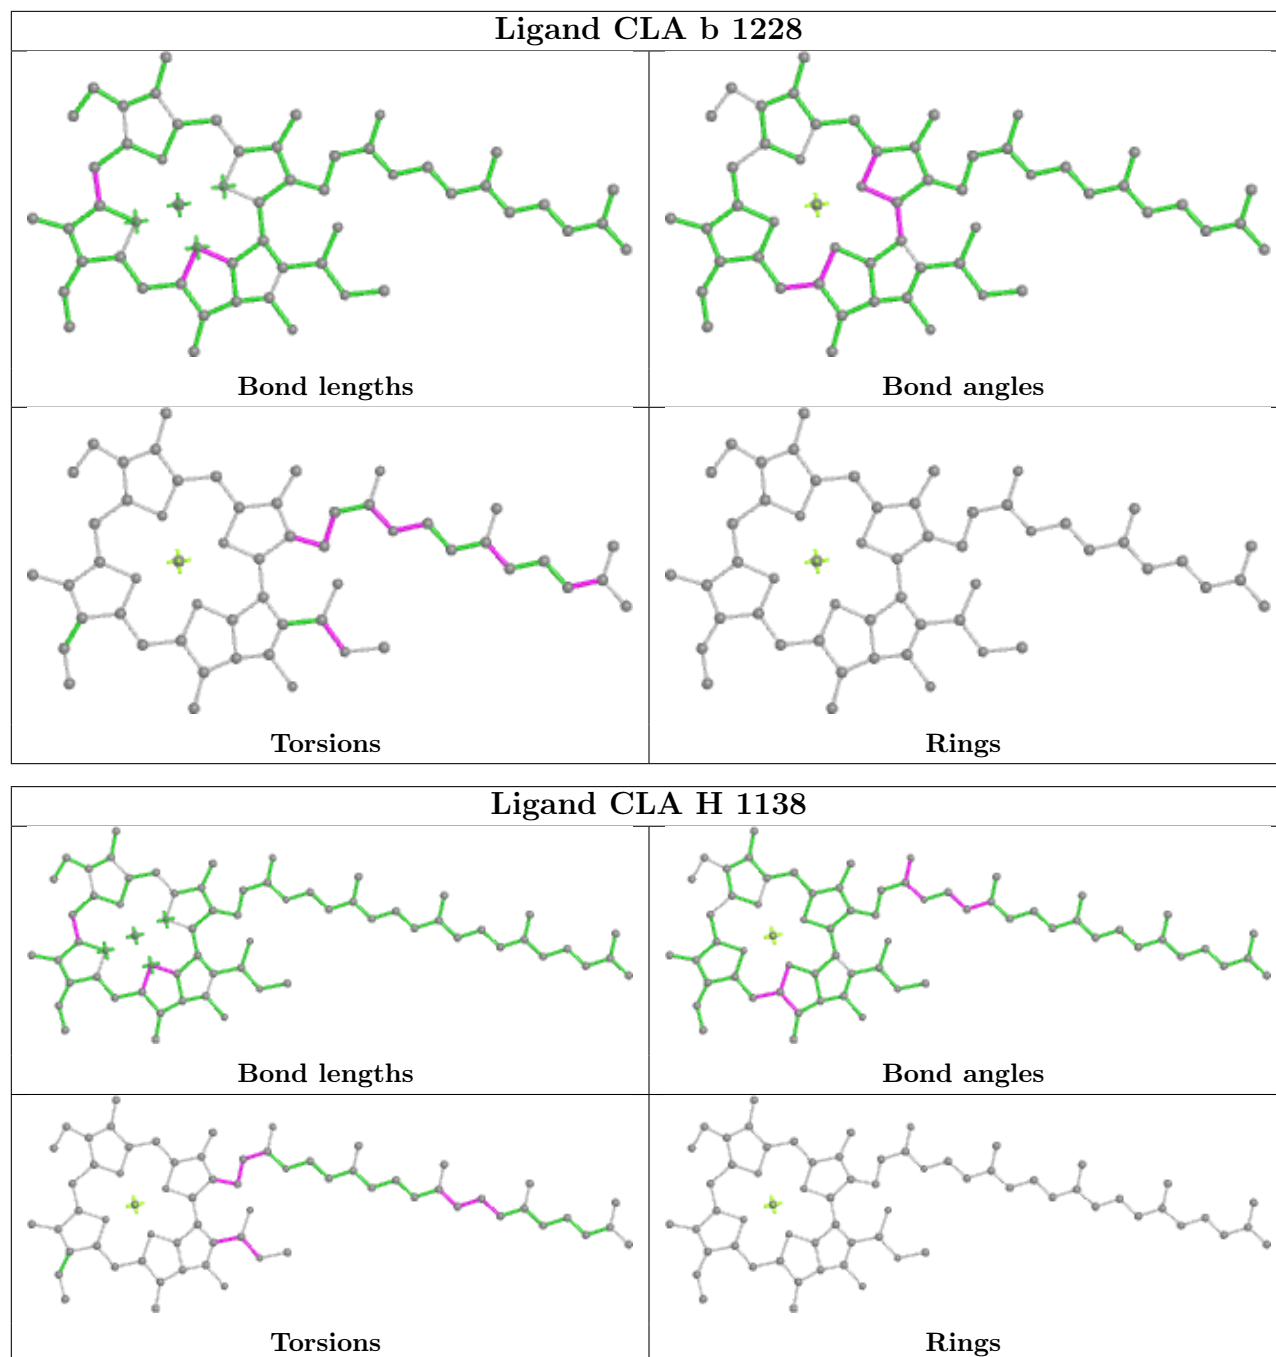 Ligand CLA b 1228
Bond lengths
Bond angles
Torsions
Rings
Ligand CLA H 1138
Bond lengths
Bond angles
Torsions
Rings